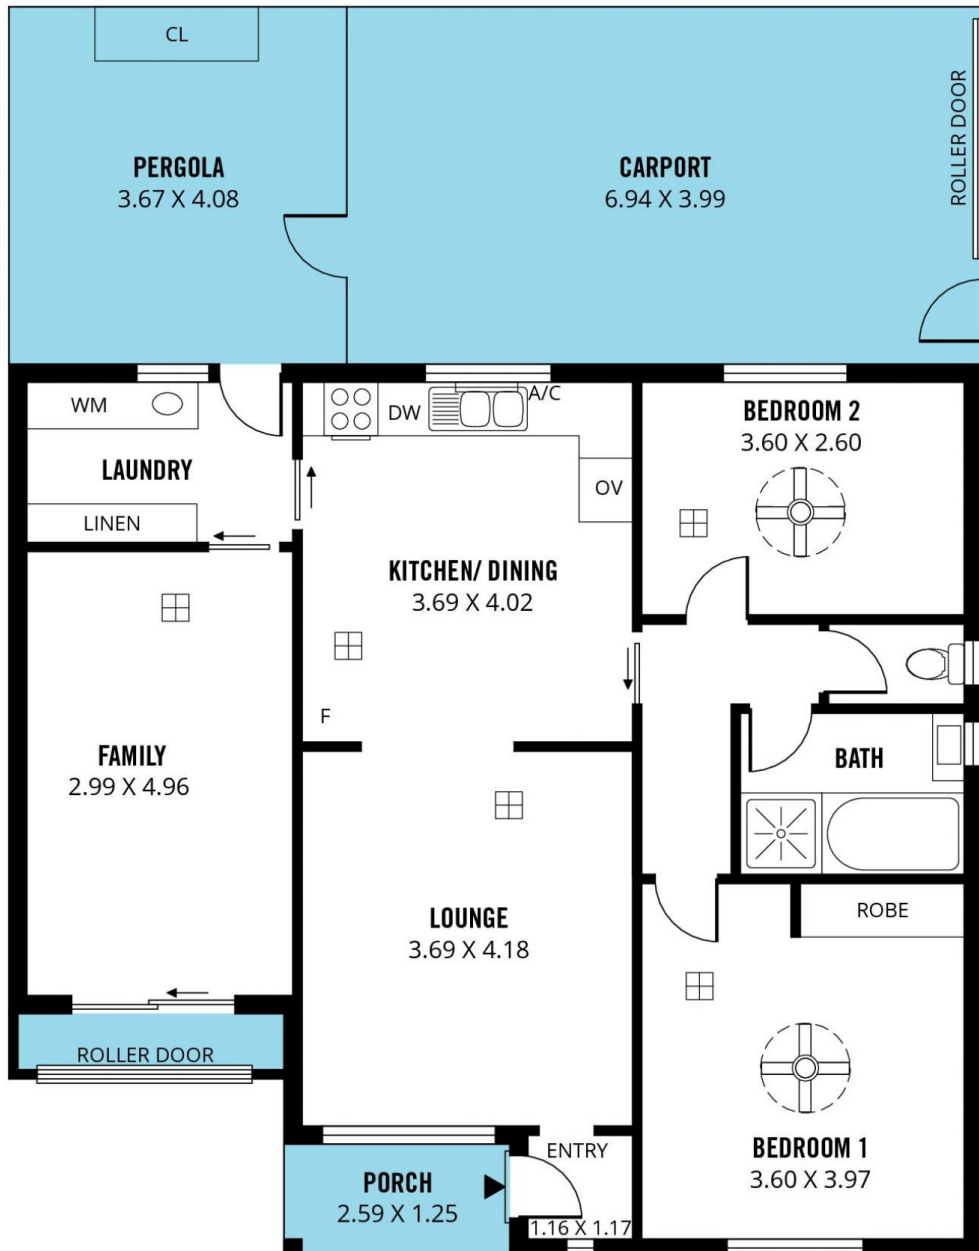 CL
PERGOLA
3.67 X 4.08
CARPORT
6.94 X 3.99
ROLLER DOOR
WM
LAUNDRY
LINEN
DW
A/C
OV
KITCHEN/ DINING
3.69 X 4.02
F
BEDROOM 2
3.60 X 2.60
FAMILY
2.99 X 4.96
BATH
LOUNGE
3.69 X 4.18
ROBE
ROLLER DOOR
PORCH
2.59 X 1.25
ENTRY
1.16 X 1.17
BEDROOM 1
3.60 X 3.97